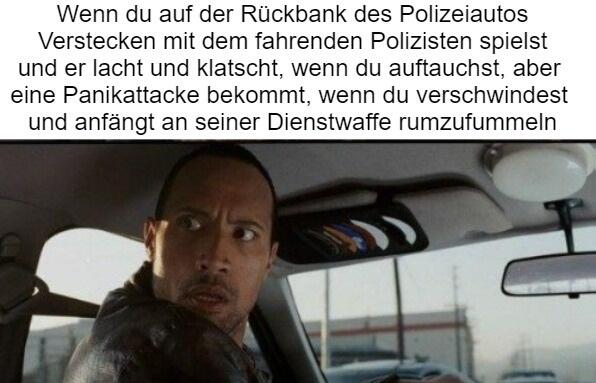 Wenn du auf der Rückbank des Polizeiautos
Verstecken mit dem fahrenden Polizisten spielst
und er lacht und klatscht, wenn du auftauchst, aber
eine Panikattacke bekommt, wenn du verschwindest
und anfängt an seiner Dienstwaffe rumzufummeln